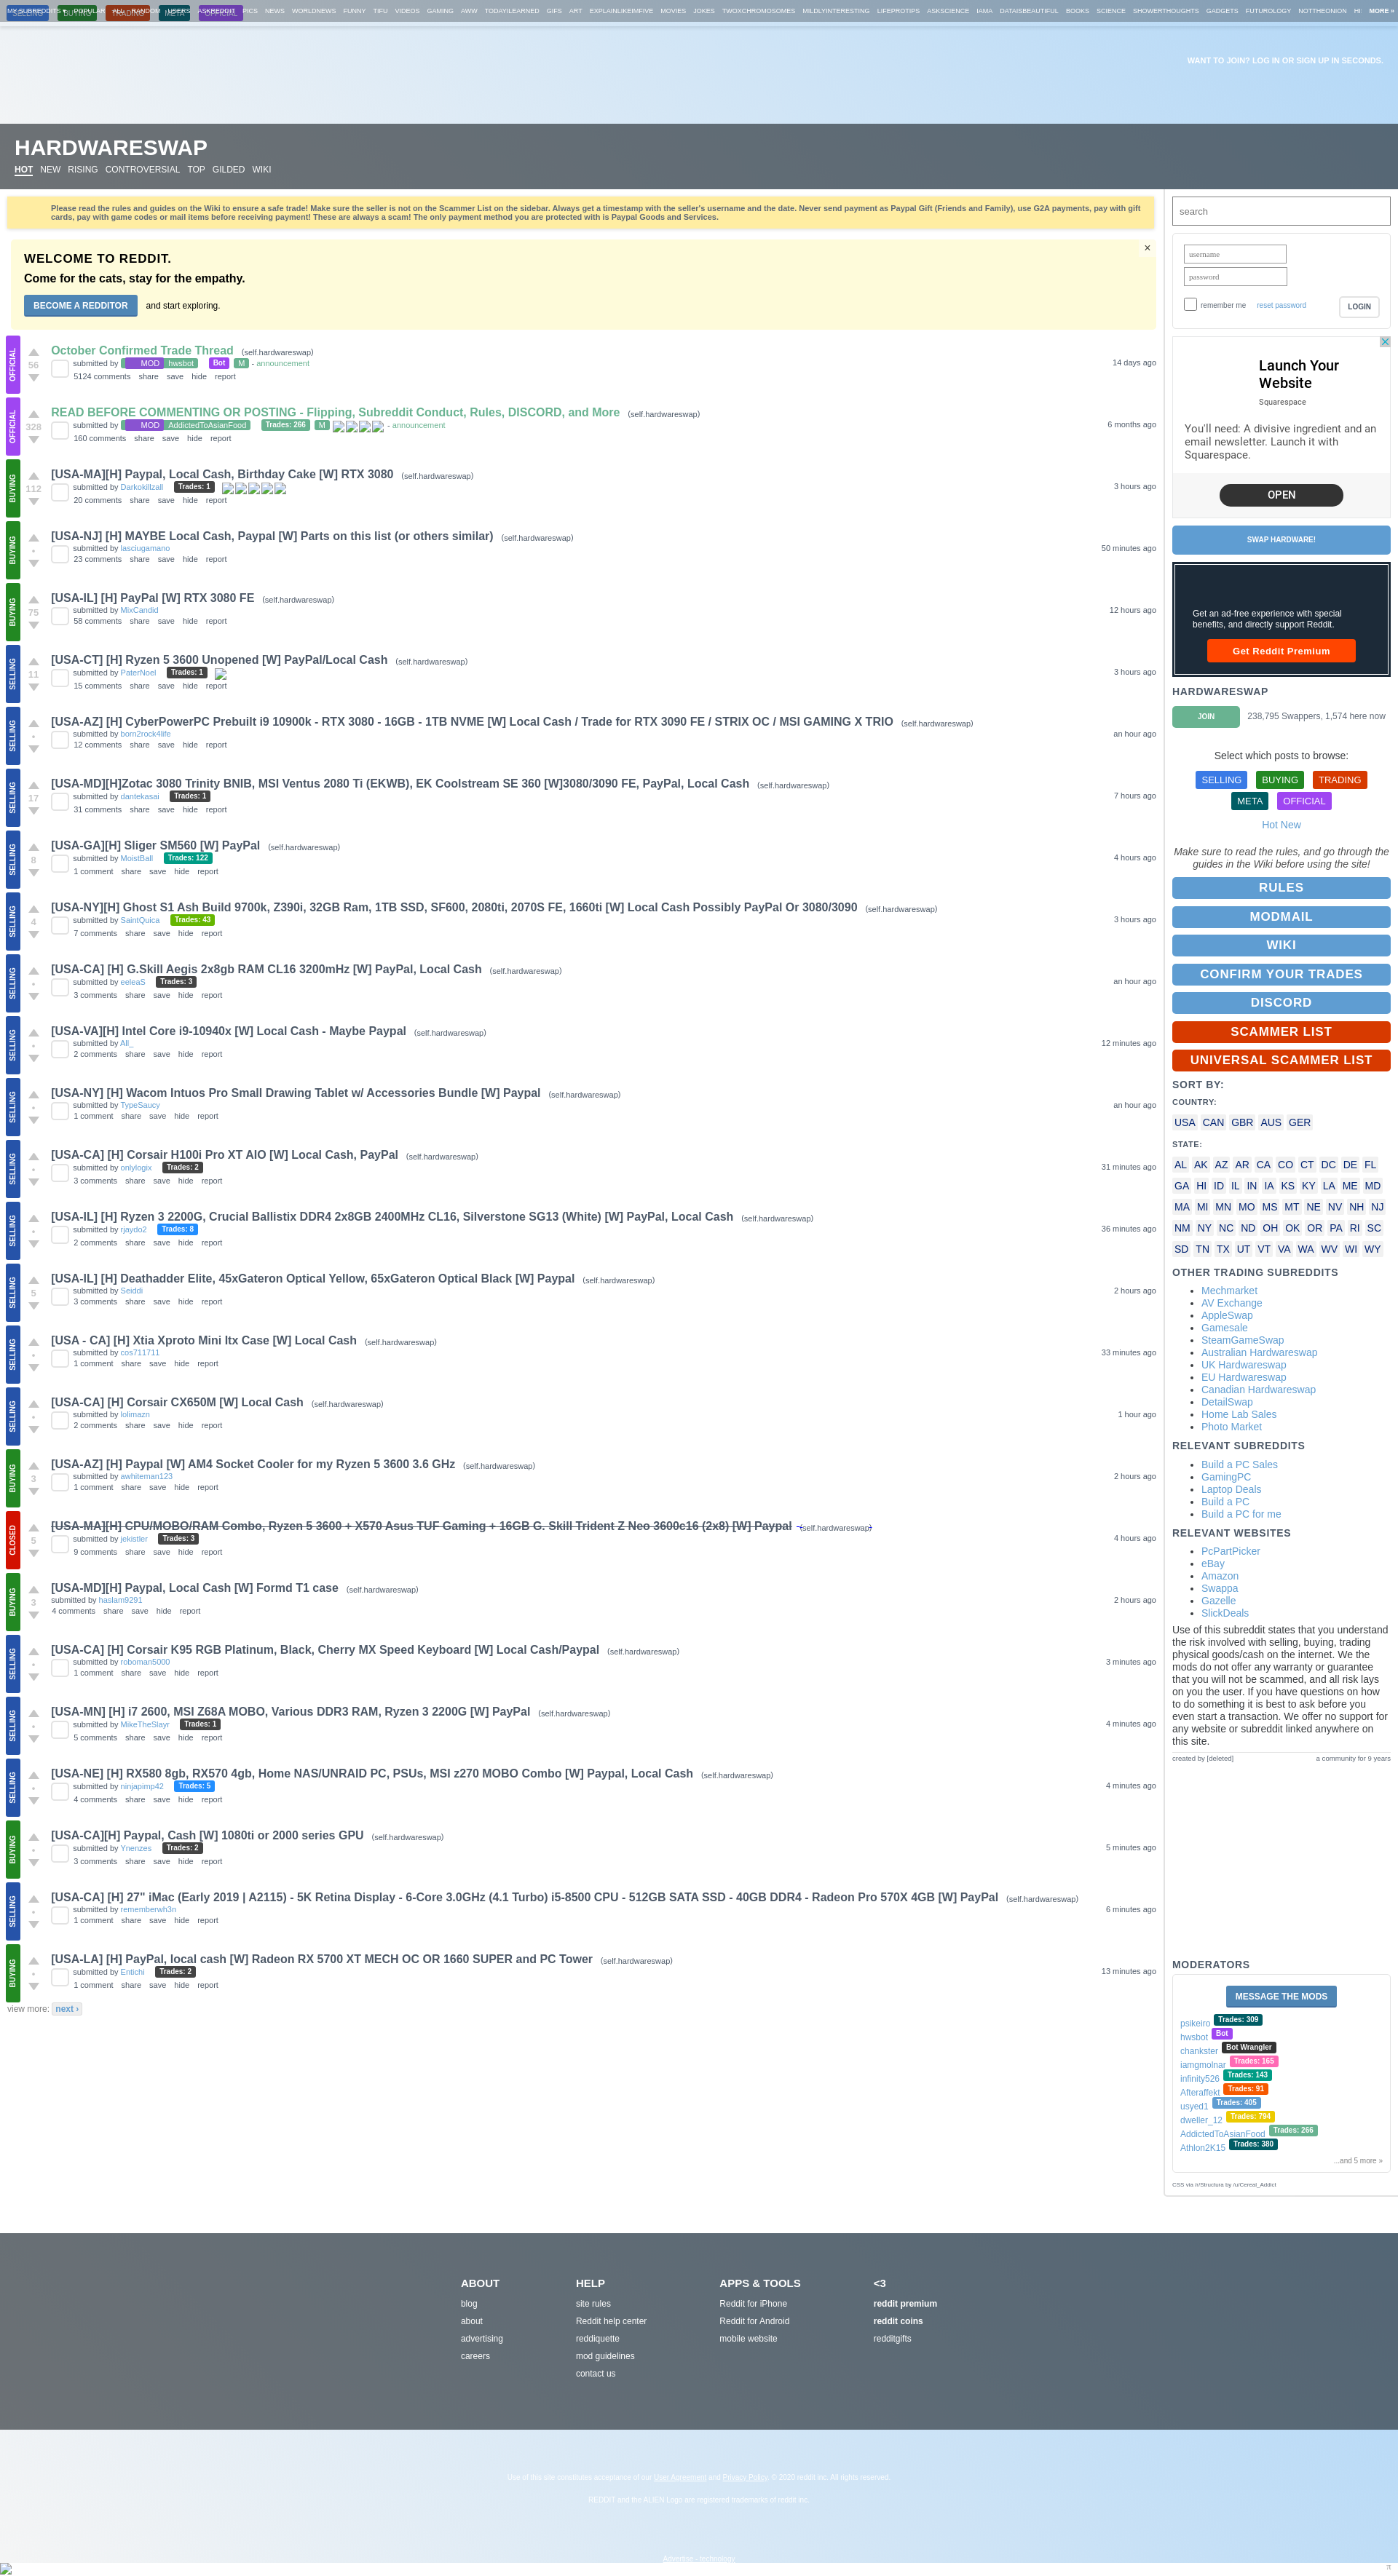 MY SUBREDDITS ▾ POPULAR ALL RANDOM USERS ASKREDDIT PICS NEWS WORLDNEWS FUNNY TIFU VIDEOS GAMING AWW TODAYILEARNED GIFS ART EXPLAINLIKEIMFIVE MOVIES JOKES TWOXCHROMOSOMES MILDLYINTERESTING LIFEPROTIPS ASKSCIENCE IAMA DATAISBEAUTIFUL BOOKS SCIENCE SHOWERTHOUGHTS GADGETS FUTUROLOGY NOTTHEONION MORE »
SELLING BUYING TRADING META OFFICIAL
WANT TO JOIN? LOG IN OR SIGN UP IN SECONDS.
HARDWARESWAP
HOT NEW RISING CONTROVERSIAL TOP GILDED WIKI
Please read the rules and guides on the Wiki to ensure a safe trade! Make sure the seller is not on the Scammer List on the sidebar. Always get a timestamp with the seller's username and the date. Never send payment as Paypal Gift (Friends and Family), use G2A payments, pay with gift
cards, pay with game codes or mail items before receiving payment! These are always a scam! The only payment method you are protected with is Paypal Goods and Services.
WELCOME TO REDDIT.
×
Come for the cats, stay for the empathy.
BECOME A REDDITOR and start exploring.
OFFICIAL
56
October Confirmed Trade Thread (self.hardwareswap)
submitted by MOD hwsbot Bot M - announcement
14 days ago
5124 comments share save hide report
OFFICIAL
328
READ BEFORE COMMENTING OR POSTING - Flipping, Subreddit Conduct, Rules, DISCORD, and More (self.hardwareswap)
submitted by MOD AddictedToAsianFood Trades: 266 M - announcement
6 months ago
160 comments share save hide report
BUYING
112
[USA-MA][H] Paypal, Local Cash, Birthday Cake [W] RTX 3080 (self.hardwareswap)
submitted by Darkokillzall Trades: 1
3 hours ago
20 comments share save hide report
BUYING
•
[USA-NJ] [H] MAYBE Local Cash, Paypal [W] Parts on this list (or others similar) (self.hardwareswap)
submitted by lasciugamano
50 minutes ago
23 comments share save hide report
BUYING
75
[USA-IL] [H] PayPal [W] RTX 3080 FE (self.hardwareswap)
submitted by MixCandid
12 hours ago
58 comments share save hide report
SELLING
11
[USA-CT] [H] Ryzen 5 3600 Unopened [W] PayPal/Local Cash (self.hardwareswap)
submitted by PaterNoel Trades: 1
3 hours ago
15 comments share save hide report
SELLING
•
[USA-AZ] [H] CyberPowerPC Prebuilt i9 10900k - RTX 3080 - 16GB - 1TB NVME [W] Local Cash / Trade for RTX 3090 FE / STRIX OC / MSI GAMING X TRIO (self.hardwareswap)
submitted by born2rock4life
an hour ago
12 comments share save hide report
SELLING
17
[USA-MD][H]Zotac 3080 Trinity BNIB, MSI Ventus 2080 Ti (EKWB), EK Coolstream SE 360 [W]3080/3090 FE, PayPal, Local Cash (self.hardwareswap)
submitted by dantekasai Trades: 1
7 hours ago
31 comments share save hide report
SELLING
8
[USA-GA][H] Sliger SM560 [W] PayPal (self.hardwareswap)
submitted by MoistBall Trades: 122
4 hours ago
1 comment share save hide report
SELLING
4
[USA-NY][H] Ghost S1 Ash Build 9700k, Z390i, 32GB Ram, 1TB SSD, SF600, 2080ti, 2070S FE, 1660ti [W] Local Cash Possibly PayPal Or 3080/3090 (self.hardwareswap)
submitted by SaintQuica Trades: 43
3 hours ago
7 comments share save hide report
SELLING
•
[USA-CA] [H] G.Skill Aegis 2x8gb RAM CL16 3200mHz [W] PayPal, Local Cash (self.hardwareswap)
submitted by eeleaS Trades: 3
an hour ago
3 comments share save hide report
SELLING
•
[USA-VA][H] Intel Core i9-10940x [W] Local Cash - Maybe Paypal (self.hardwareswap)
submitted by All_
12 minutes ago
2 comments share save hide report
SELLING
•
[USA-NY] [H] Wacom Intuos Pro Small Drawing Tablet w/ Accessories Bundle [W] Paypal (self.hardwareswap)
submitted by TypeSaucy
an hour ago
1 comment share save hide report
SELLING
•
[USA-CA] [H] Corsair H100i Pro XT AIO [W] Local Cash, PayPal (self.hardwareswap)
submitted by onlylogix Trades: 2
31 minutes ago
3 comments share save hide report
SELLING
•
[USA-IL] [H] Ryzen 3 2200G, Crucial Ballistix DDR4 2x8GB 2400MHz CL16, Silverstone SG13 (White) [W] PayPal, Local Cash (self.hardwareswap)
submitted by rjaydo2 Trades: 8
36 minutes ago
2 comments share save hide report
SELLING
5
[USA-IL] [H] Deathadder Elite, 45xGateron Optical Yellow, 65xGateron Optical Black [W] Paypal (self.hardwareswap)
submitted by Seiddi
2 hours ago
3 comments share save hide report
SELLING
•
[USA - CA] [H] Xtia Xproto Mini Itx Case [W] Local Cash (self.hardwareswap)
submitted by cos711711
33 minutes ago
1 comment share save hide report
SELLING
•
[USA-CA] [H] Corsair CX650M [W] Local Cash (self.hardwareswap)
submitted by lolimazn
1 hour ago
2 comments share save hide report
BUYING
3
[USA-AZ] [H] Paypal [W] AM4 Socket Cooler for my Ryzen 5 3600 3.6 GHz (self.hardwareswap)
submitted by awhiteman123
2 hours ago
1 comment share save hide report
CLOSED
5
[USA-MA][H] CPU/MOBO/RAM Combo, Ryzen 5 3600 + X570 Asus TUF Gaming + 16GB G. Skill Trident Z Neo 3600c16 (2x8) [W] Paypal (self.hardwareswap)
submitted by jekistler Trades: 3
4 hours ago
9 comments share save hide report
BUYING
3
[USA-MD][H] Paypal, Local Cash [W] Formd T1 case (self.hardwareswap)
submitted by haslam9291
2 hours ago
4 comments share save hide report
SELLING
•
[USA-CA] [H] Corsair K95 RGB Platinum, Black, Cherry MX Speed Keyboard [W] Local Cash/Paypal (self.hardwareswap)
submitted by roboman5000
3 minutes ago
1 comment share save hide report
SELLING
•
[USA-MN] [H] i7 2600, MSI Z68A MOBO, Various DDR3 RAM, Ryzen 3 2200G [W] PayPal (self.hardwareswap)
submitted by MikeTheSlayr Trades: 1
4 minutes ago
5 comments share save hide report
SELLING
•
[USA-NE] [H] RX580 8gb, RX570 4gb, Home NAS/UNRAID PC, PSUs, MSI z270 MOBO Combo [W] Paypal, Local Cash (self.hardwareswap)
submitted by ninjapimp42 Trades: 5
4 minutes ago
4 comments share save hide report
BUYING
•
[USA-CA][H] Paypal, Cash [W] 1080ti or 2000 series GPU (self.hardwareswap)
submitted by Ynenzes Trades: 2
5 minutes ago
3 comments share save hide report
SELLING
•
[USA-CA] [H] 27" iMac (Early 2019 | A2115) - 5K Retina Display - 6-Core 3.0GHz (4.1 Turbo) i5-8500 CPU - 512GB SATA SSD - 40GB DDR4 - Radeon Pro 570X 4GB [W] PayPal (self.hardwareswap)
submitted by rememberwh3n
6 minutes ago
1 comment share save hide report
BUYING
•
[USA-LA] [H] PayPal, local cash [W] Radeon RX 5700 XT MECH OC OR 1660 SUPER and PC Tower (self.hardwareswap)
submitted by Entichi Trades: 2
13 minutes ago
1 comment share save hide report
view more: next ›
search
username
password
remember me reset password LOGIN
Launch Your
Website
Squarespace
You'll need: A divisive ingredient and an
email newsletter. Launch it with
Squarespace.
OPEN
SWAP HARDWARE!
Get an ad-free experience with special
benefits, and directly support Reddit.
Get Reddit Premium
HARDWARESWAP
JOIN 238,795 Swappers, 1,574 here now
Select which posts to browse:
SELLING BUYING TRADING
META OFFICIAL
Hot New
Make sure to read the rules, and go through the
guides in the Wiki before using the site!
RULES
MODMAIL
WIKI
CONFIRM YOUR TRADES
DISCORD
SCAMMER LIST
UNIVERSAL SCAMMER LIST
SORT BY:
COUNTRY:
USA CAN GBR AUS GER
STATE:
AL AK AZ AR CA CO CT DC DE FL
GA HI ID IL IN IA KS KY LA ME MD
MA MI MN MO MS MT NE NV NH NJ
NM NY NC ND OH OK OR PA RI SC
SD TN TX UT VT VA WA WV WI WY
OTHER TRADING SUBREDDITS
• Mechmarket
• AV Exchange
• AppleSwap
• Gamesale
• SteamGameSwap
• Australian Hardwareswap
• UK Hardwareswap
• EU Hardwareswap
• Canadian Hardwareswap
• DetailSwap
• Home Lab Sales
• Photo Market
RELEVANT SUBREDDITS
• Build a PC Sales
• GamingPC
• Laptop Deals
• Build a PC
• Build a PC for me
RELEVANT WEBSITES
• PcPartPicker
• eBay
• Amazon
• Swappa
• Gazelle
• SlickDeals
Use of this subreddit states that you understand
the risk involved with selling, buying, trading
physical goods/cash on the internet. We the
mods do not offer any warranty or guarantee
that you will not be scammed, and all risk lays
on you the user. If you have questions on how
to do something it is best to ask before you
even start a transaction. We offer no support for
any website or subreddit linked anywhere on
this site.
created by [deleted] a community for 9 years
MODERATORS
MESSAGE THE MODS
psikeiro Trades: 309
hwsbot Bot
chankster Bot Wrangler
iamgmolnar Trades: 165
infinity526 Trades: 143
Afteraffekt Trades: 91
usyed1 Trades: 405
dweller_12 Trades: 794
AddictedToAsianFood Trades: 266
Athlon2K15 Trades: 380
...and 5 more »
CSS via /r/Structura by /u/Cereal_Addict
ABOUT
blog
about
advertising
careers
HELP
site rules
Reddit help center
reddiquette
mod guidelines
contact us
APPS & TOOLS
Reddit for iPhone
Reddit for Android
mobile website
<3
reddit premium
reddit coins
redditgifts
Use of this site constitutes acceptance of our User Agreement and Privacy Policy. © 2020 reddit inc. All rights reserved.
REDDIT and the ALIEN Logo are registered trademarks of reddit inc.
Advertise - technology
π